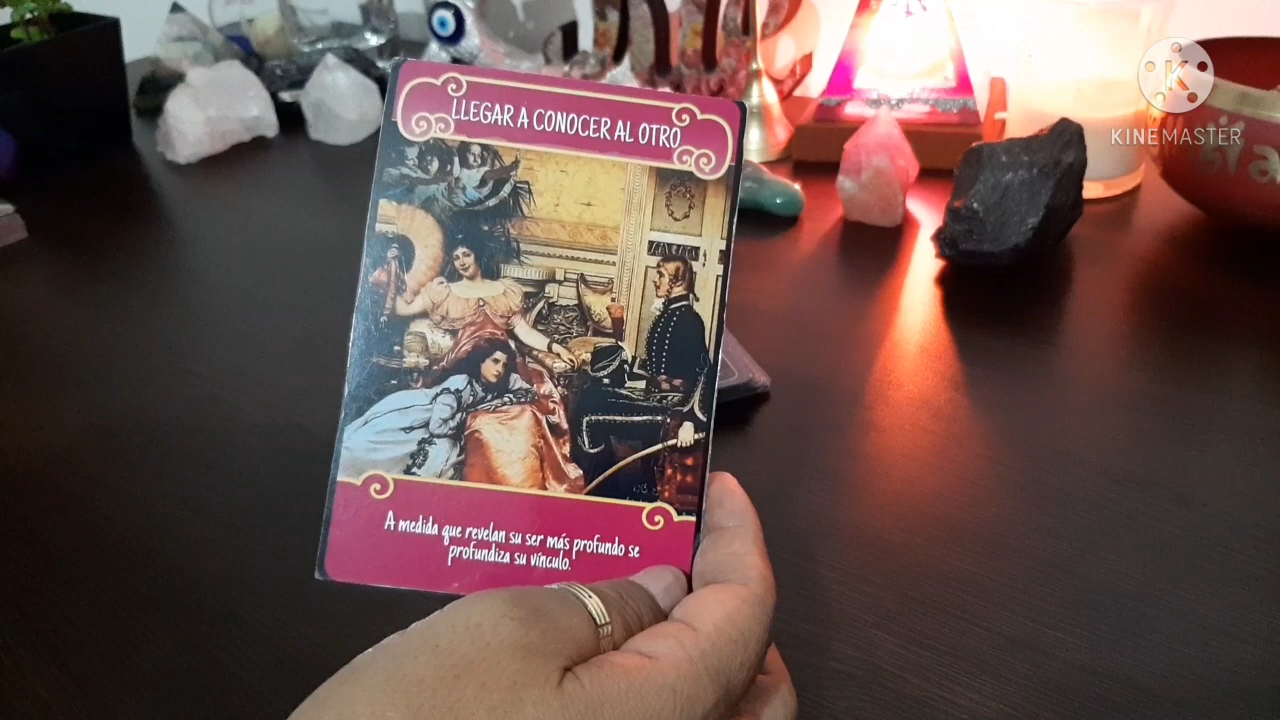 LLEGAR A CONOCER AL OTRO
A medida que revelan su ser más profundo se
profundiza su vínculo.
K
KINEMASTER